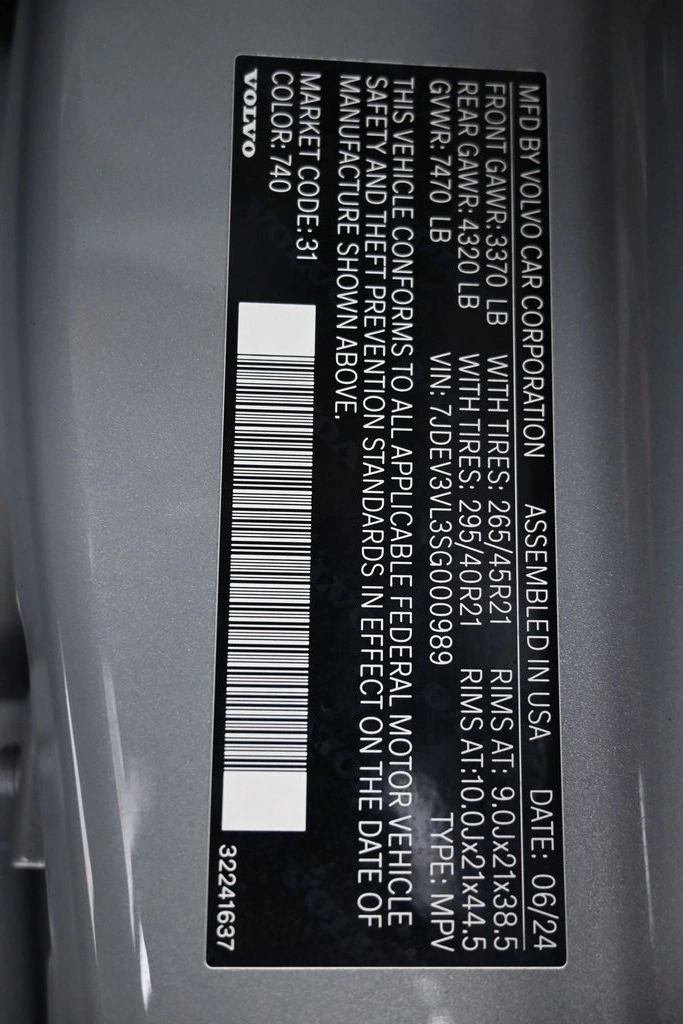 MFD BY VOLVO CAR CORPORATION ASSEMBLED IN USA DATE: 06/24
FRONT GAWR: 3370 LB WITH TIRES: 265/45R21 RIMS AT: 9.0Jx21x38.5
REAR GAWR: 4320 LB WITH TIRES: 295/40R21 RIMS AT:10.0Jx21x44.5
GVWR: 7470 LB VIN: 7JDEV3VL3SG000989 TYPE: MPV
THIS VEHICLE CONFORMS TO ALL APPLICABLE FEDERAL MOTOR VEHICLE
SAFETY AND THEFT PREVENTION STANDARDS IN EFFECT ON THE DATE OF
MANUFACTURE SHOWN ABOVE.
MARKET CODE: 31
COLOR: 740
VOLVO
32241637